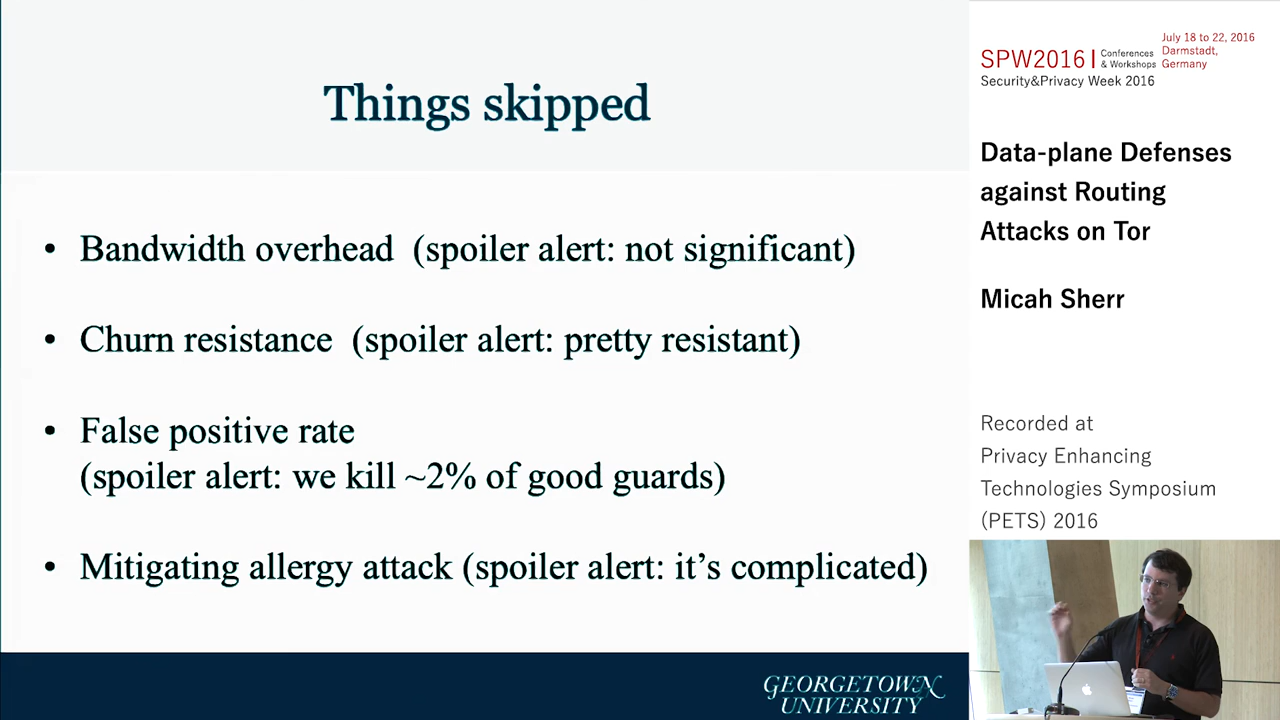 Things skipped
• Bandwidth overhead (spoiler alert: not significant)
• Churn resistance (spoiler alert: pretty resistant)
• False positive rate
(spoiler alert: we kill ~2% of good guards)
• Mitigating allergy attack (spoiler alert: it’s complicated)
GEORGETOWN
UNIVERSITY
SPW2016 | Conferences
& Workshops
July 18 to 22, 2016
Darmstadt,
Germany
Security&Privacy Week 2016
Data-plane Defenses
against Routing
Attacks on Tor
Micah Sherr
Recorded at
Privacy Enhancing
Technologies Symposium
(PETS) 2016